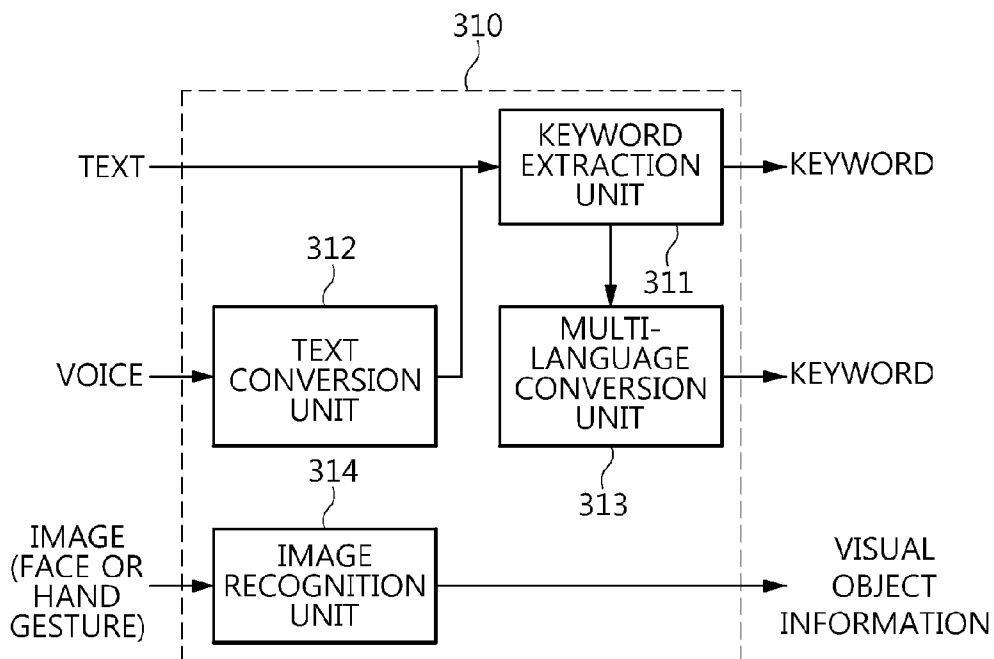 310
TEXT
KEYWORD
EXTRACTION
UNIT
KEYWORD
311
312
VOICE
TEXT
CONVERSION
UNIT
MULTI-
LANGUAGE
CONVERSION
UNIT
KEYWORD
313
314
IMAGE
(FACE OR
HAND
GESTURE)
IMAGE
RECOGNITION
UNIT
VISUAL
OBJECT
INFORMATION